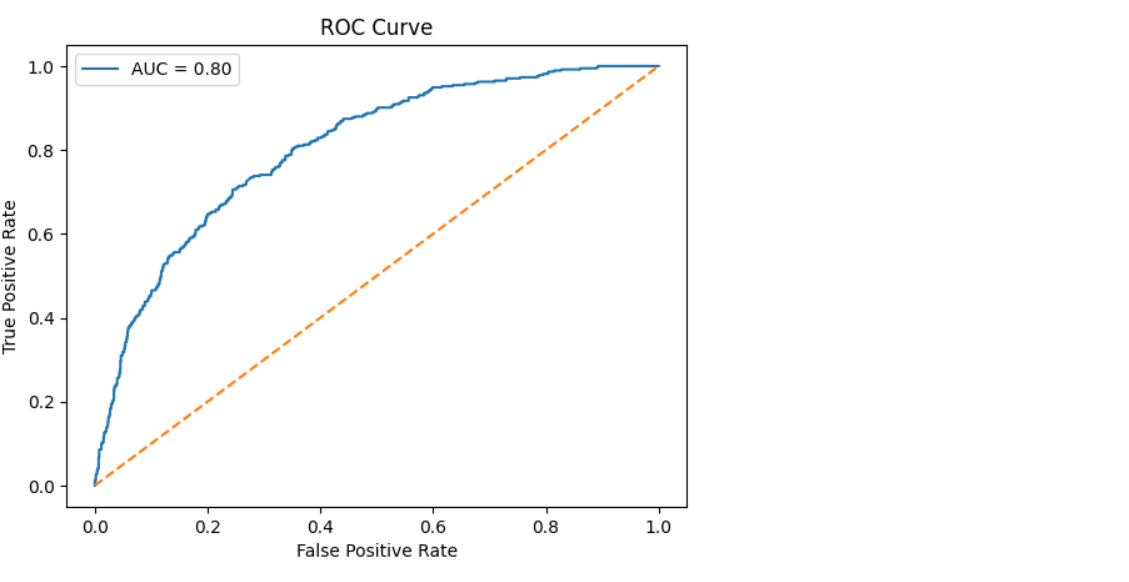 ROC Curve
AUC = 0.80
True Positive Rate
1.0
0.8
0.6
0.4
0.2
0.0
0.0 0.2 0.4 0.6 0.8 1.0
False Positive Rate